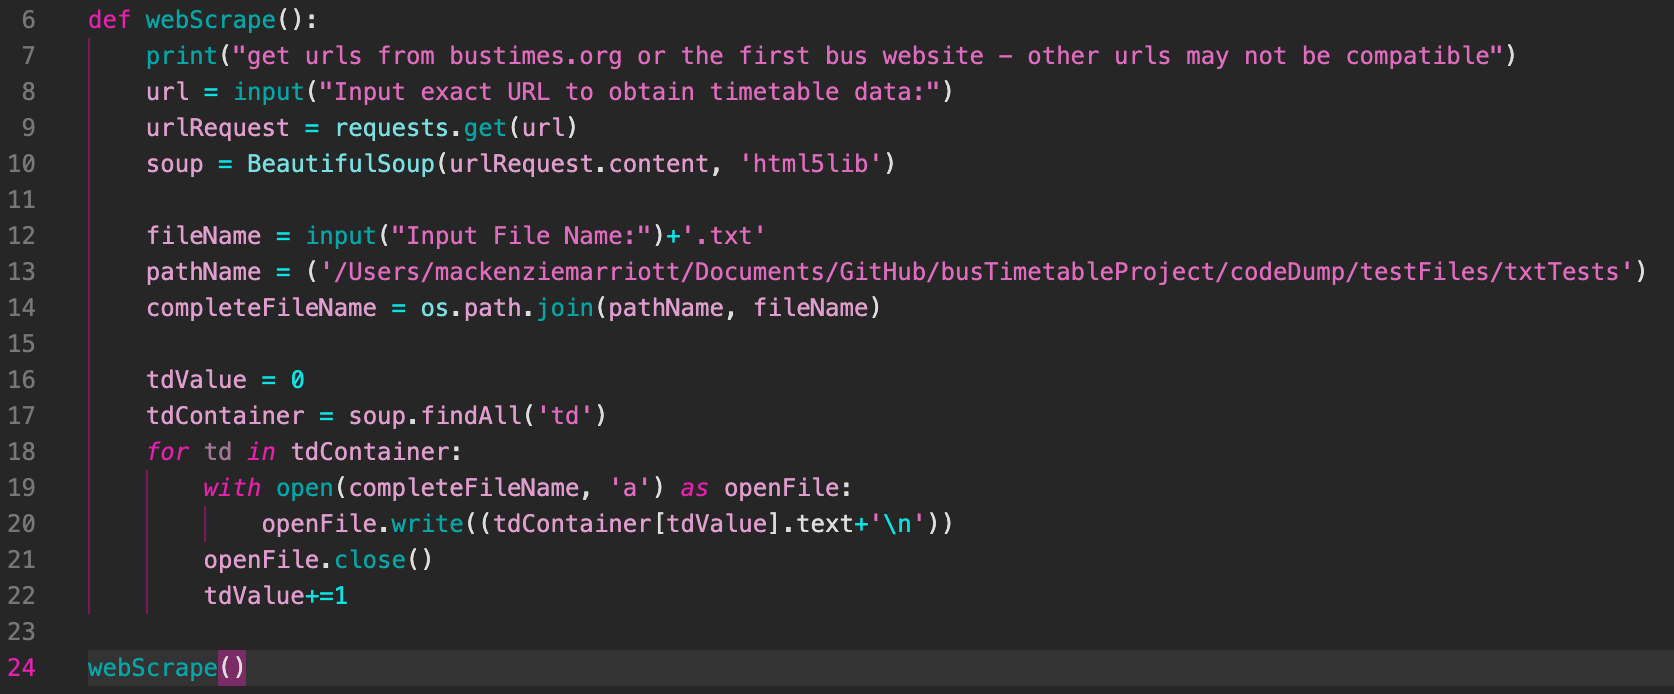 6 def webScrape():
7     print("get urls from bustimes.org or the first bus website – other urls may not be compatible")
8     url = input("Input exact URL to obtain timetable data:")
9     urlRequest = requests.get(url)
10     soup = BeautifulSoup(urlRequest.content, 'html5lib')
11
12     fileName = input("Input File Name:")+'.txt'
13     pathName = ('/Users/mackenziemarriott/Documents/GitHub/busTimetableProject/codeDump/testFiles/txtTests')
14     completeFileName = os.path.join(pathName, fileName)
15
16     tdValue = 0
17     tdContainer = soup.findAll('td')
18     for td in tdContainer:
19         with open(completeFileName, 'a') as openFile:
20             openFile.write((tdContainer[tdValue].text+'\n'))
21         openFile.close()
22         tdValue+=1
23
24 webScrape()